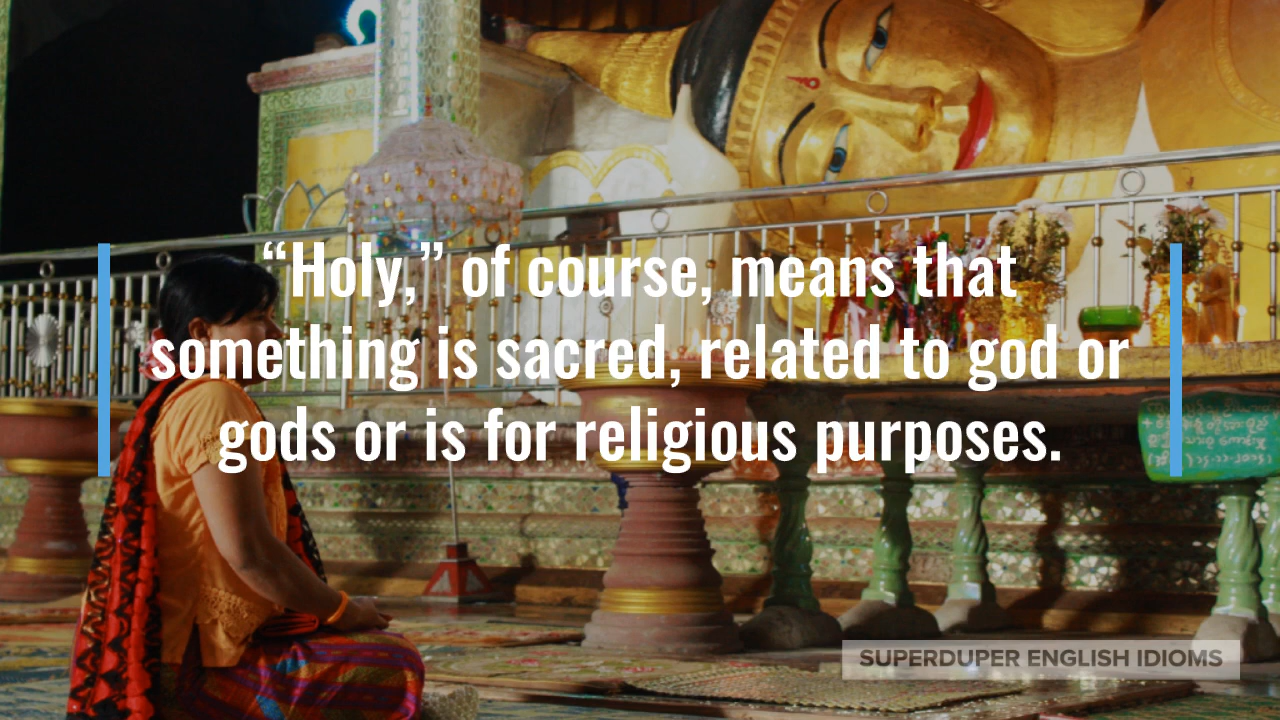 “Holy,” of course, means that
something is sacred, related to god or
gods or is for religious purposes.
SUPERDUPER ENGLISH IDIOMS